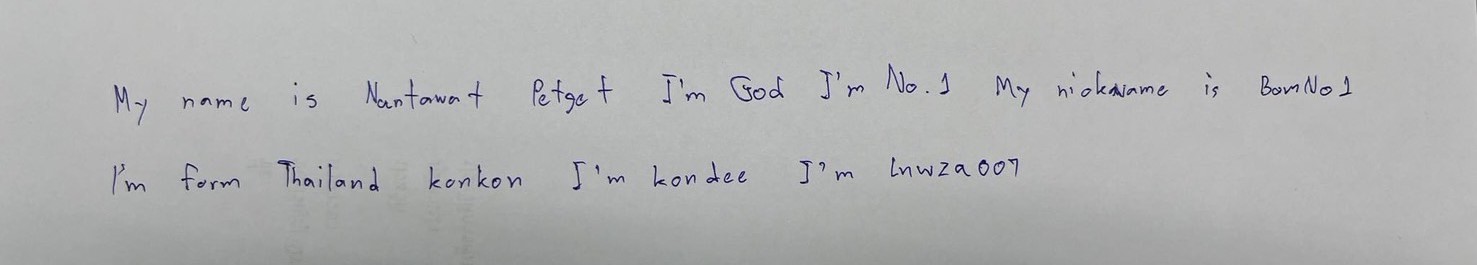 My name is Nantawat Petget I'm God I'm No.1 My nickname is BomNo1
I'm form Thailand konkon I'm kondee I'm lnwza007